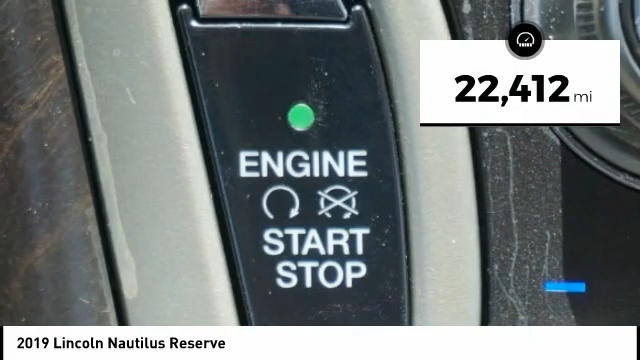 22,412 mi
ENGINE
START
STOP
2019 Lincoln Nautilus Reserve